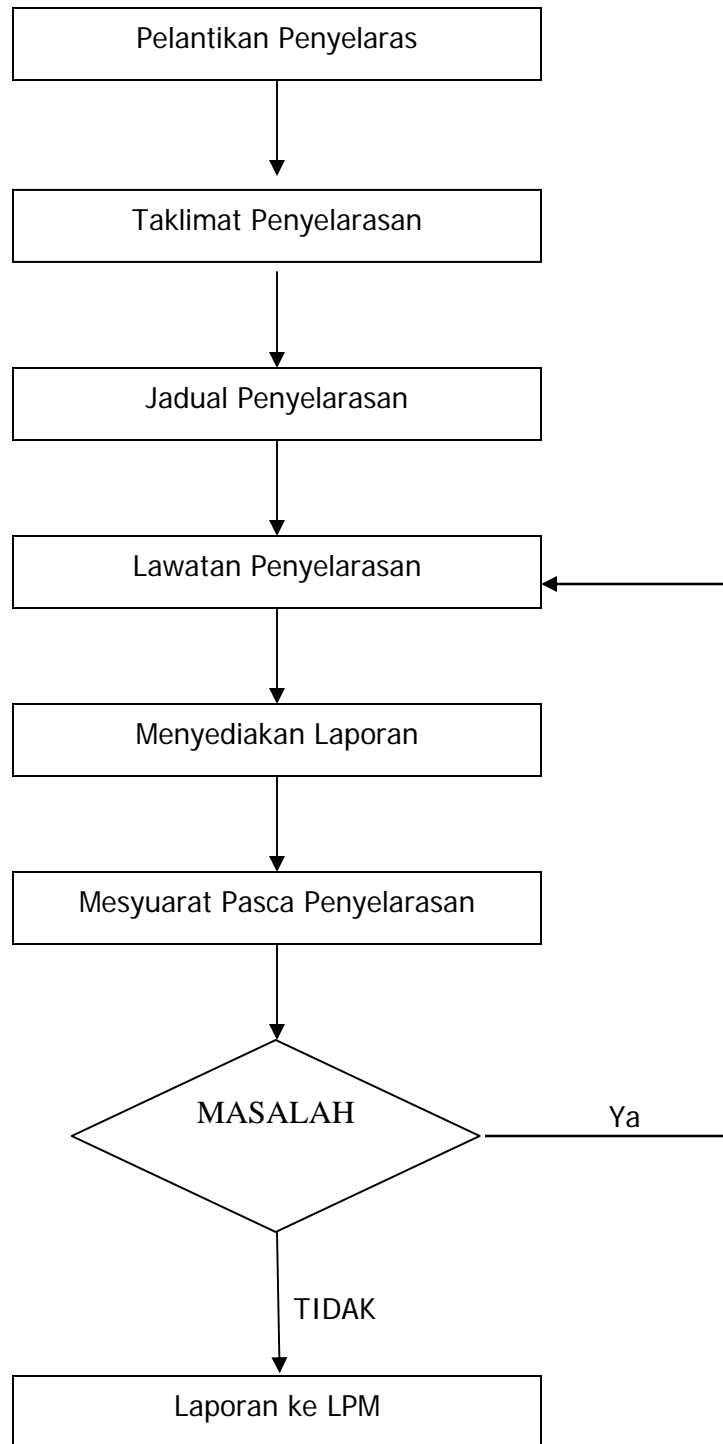 Pelantikan Penyelaras
Taklimat Penyelarasan
Jadual Penyelarasan
Lawatan Penyelarasan
Menyediakan Laporan
Mesyuarat Pasca Penyelarasan
MASALAH
Ya
TIDAK
Laporan ke LPM